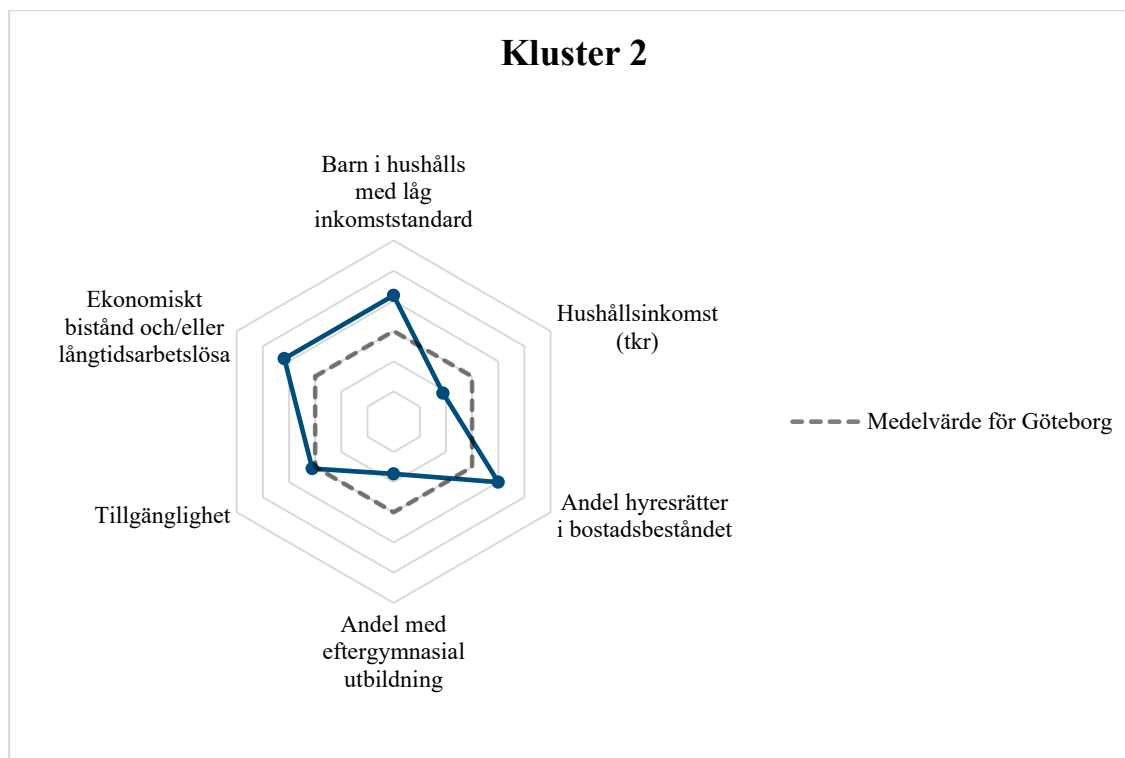 Kluster 2
Barn i hushålls
med låg
inkomststandard
Hushållsinkomst
(tkr)
Andel hyresrätter
i bostadsbeståndet
Andel med
eftergymnasial
utbildning
Tillgänglighet
Ekonomiskt
bistånd och/eller
långtidsarbetslösa
Medelvärde för Göteborg